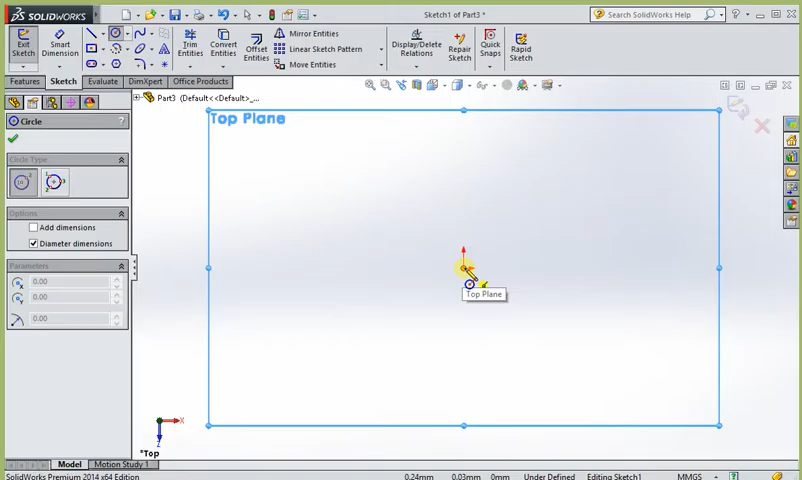 SOLIDWORKS
Sketch1 of Part3 *
Search SolidWorks Help
Exit Sketch
Smart Dimension
Trim Entities
Convert Entities
Offset Entities
Mirror Entities
Linear Sketch Pattern
Move Entities
Display/Delete Relations
Repair Sketch
Quick Snaps
Rapid Sketch
Features
Sketch
Evaluate
DimXpert
Office Products
Part3 (Default<<Default>_...
Circle
?
Circle Type
Options
Add dimensions
Diameter dimensions
Parameters
0.00
0.00
0.00
Top Plane
Top Plane
X
Z
*Top
Model
Motion Study 1
SolidWorks Premium 2014 x64 Edition
0.24mm
0.03mm
0mm
Under Defined
Editing Sketch1
MMGS
?